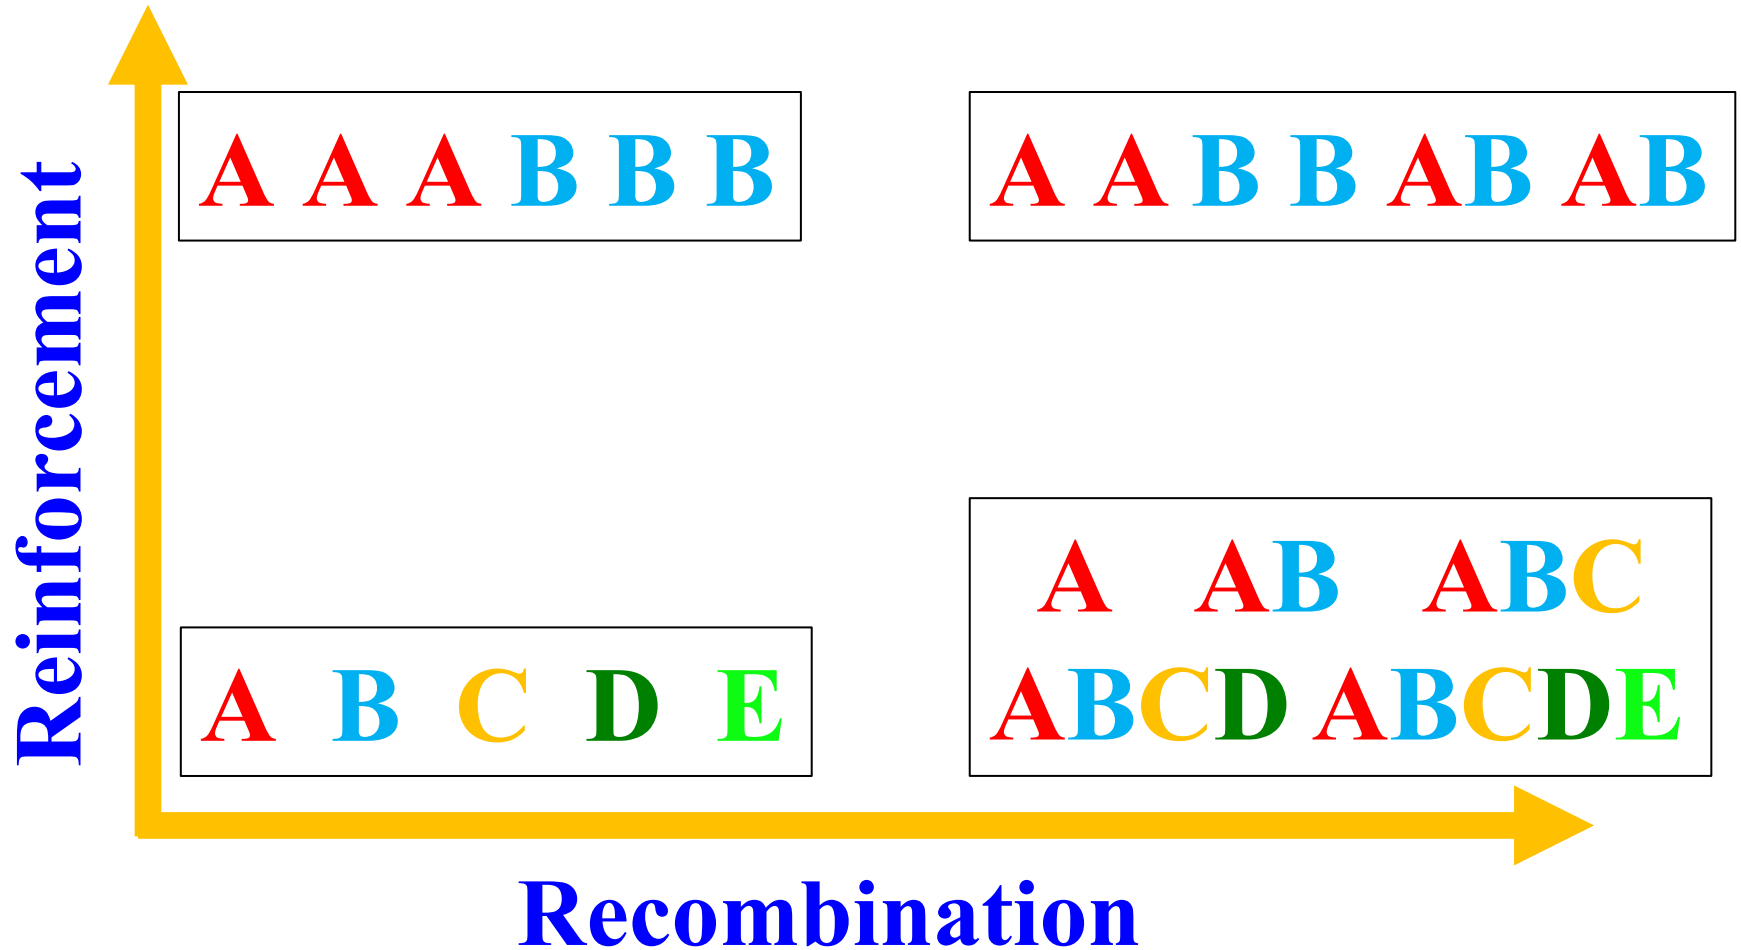 Reinforcement
A A A B B B
A A B B AB AB
A B C D E
A AB ABC
ABCD ABCDE
Recombination